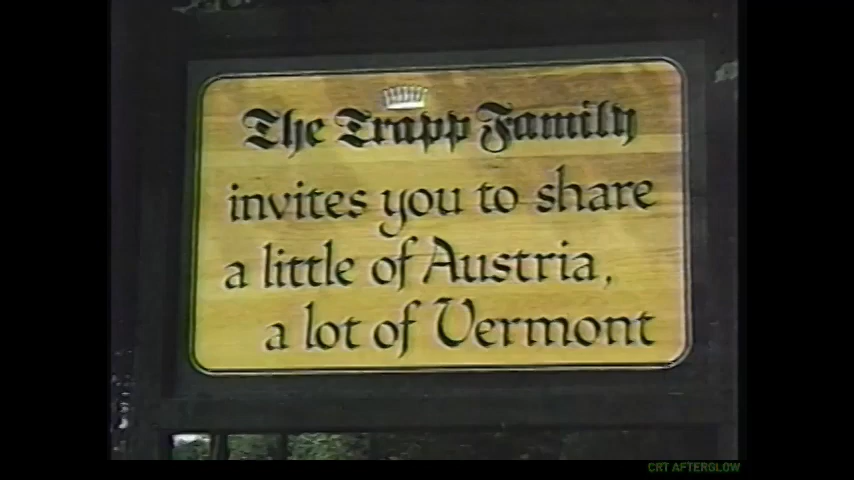 The Trapp Family
invites you to share
a little of Austria,
a lot of Vermont
CRT AFTERGLOW